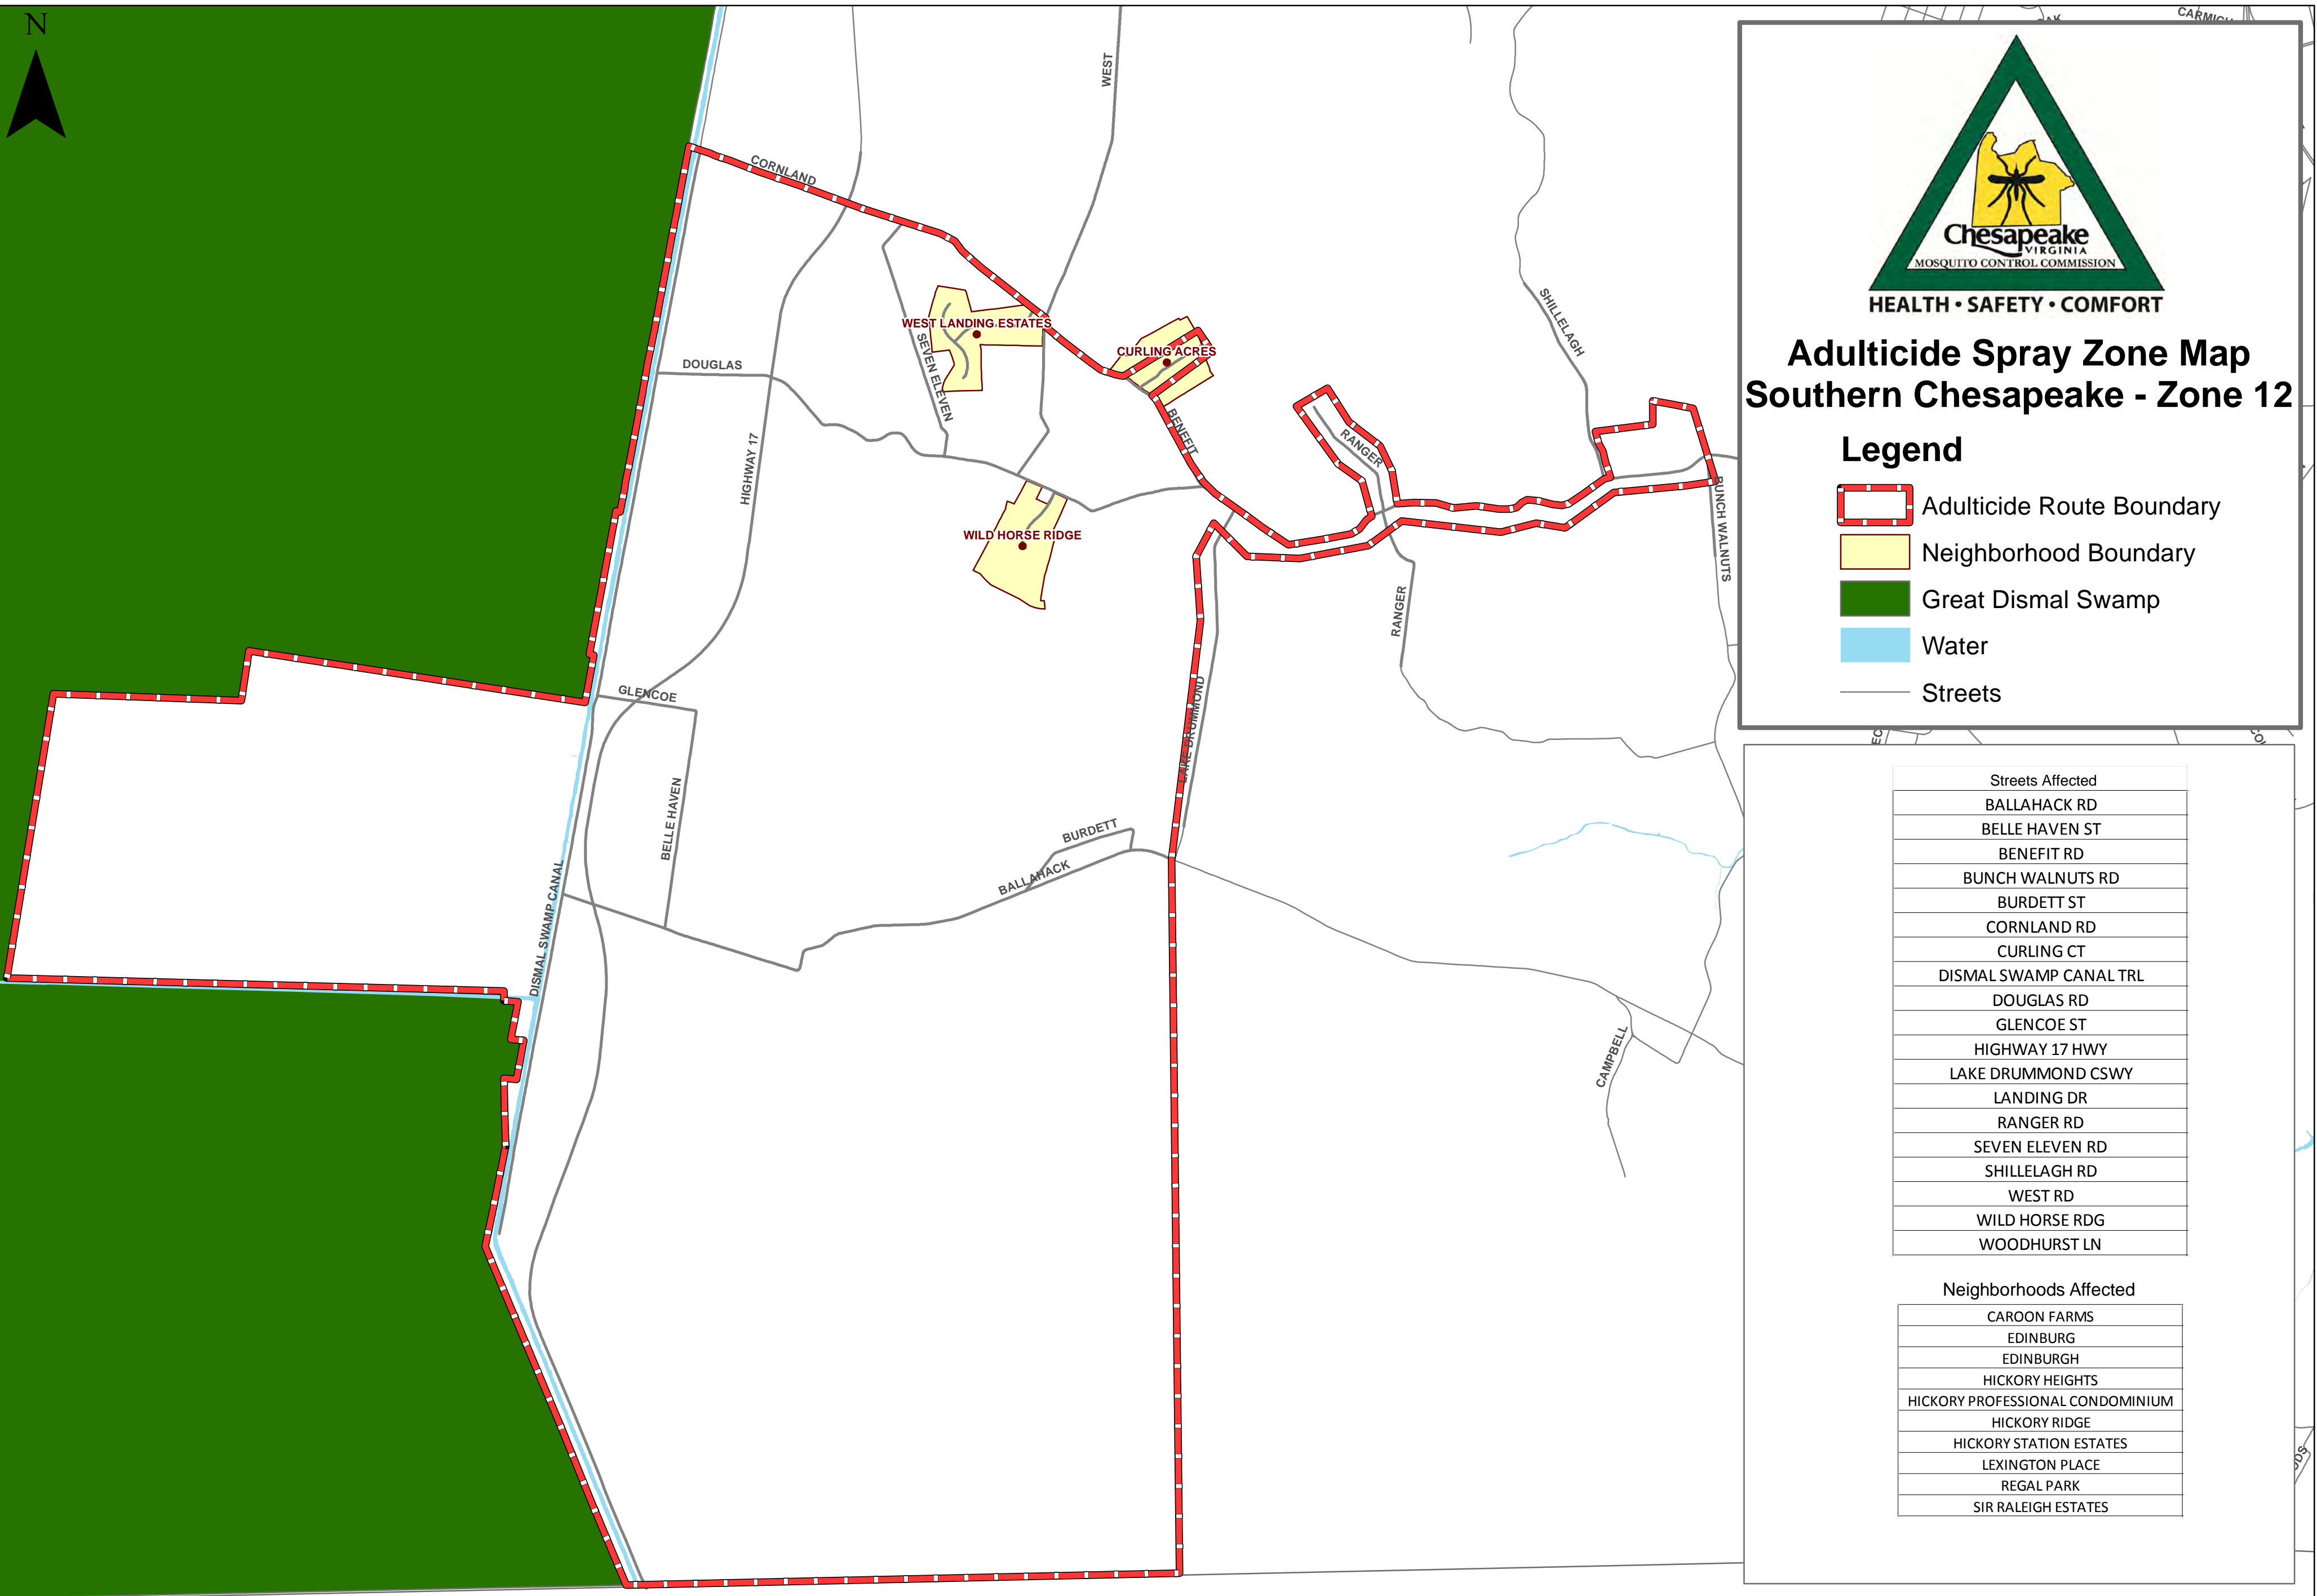 N
CARMICH
OAK
WEST
CORNLAND
SHILLELAGH
WEST LANDING ESTATES
CURLING ACRES
SEVEN ELEVEN
DOUGLAS
BENEFIT
RANGER
HIGHWAY 17
BUNCH WALNUTS
WILD HORSE RIDGE
RANGER
GLENCOE
LAKE DRUMMOND
BELLE HAVEN
BURDETT
BALLAHACK
DISMAL SWAMP CANAL
CAMPBELL
Chesapeake
VIRGINIA
MOSQUITO CONTROL COMMISSION
HEALTH • SAFETY • COMFORT
Adulticide Spray Zone Map
Southern Chesapeake - Zone 12
Legend
Adulticide Route Boundary
Neighborhood Boundary
Great Dismal Swamp
Water
Streets
Streets Affected
BALLAHACK RD
BELLE HAVEN ST
BENEFIT RD
BUNCH WALNUTS RD
BURDETT ST
CORNLAND RD
CURLING CT
DISMAL SWAMP CANAL TRL
DOUGLAS RD
GLENCOE ST
HIGHWAY 17 HWY
LAKE DRUMMOND CSWY
LANDING DR
RANGER RD
SEVEN ELEVEN RD
SHILLELAGH RD
WEST RD
WILD HORSE RDG
WOODHURST LN
Neighborhoods Affected
CAROON FARMS
EDINBURG
EDINBURGH
HICKORY HEIGHTS
HICKORY PROFESSIONAL CONDOMINIUM
HICKORY RIDGE
HICKORY STATION ESTATES
LEXINGTON PLACE
REGAL PARK
SIR RALEIGH ESTATES